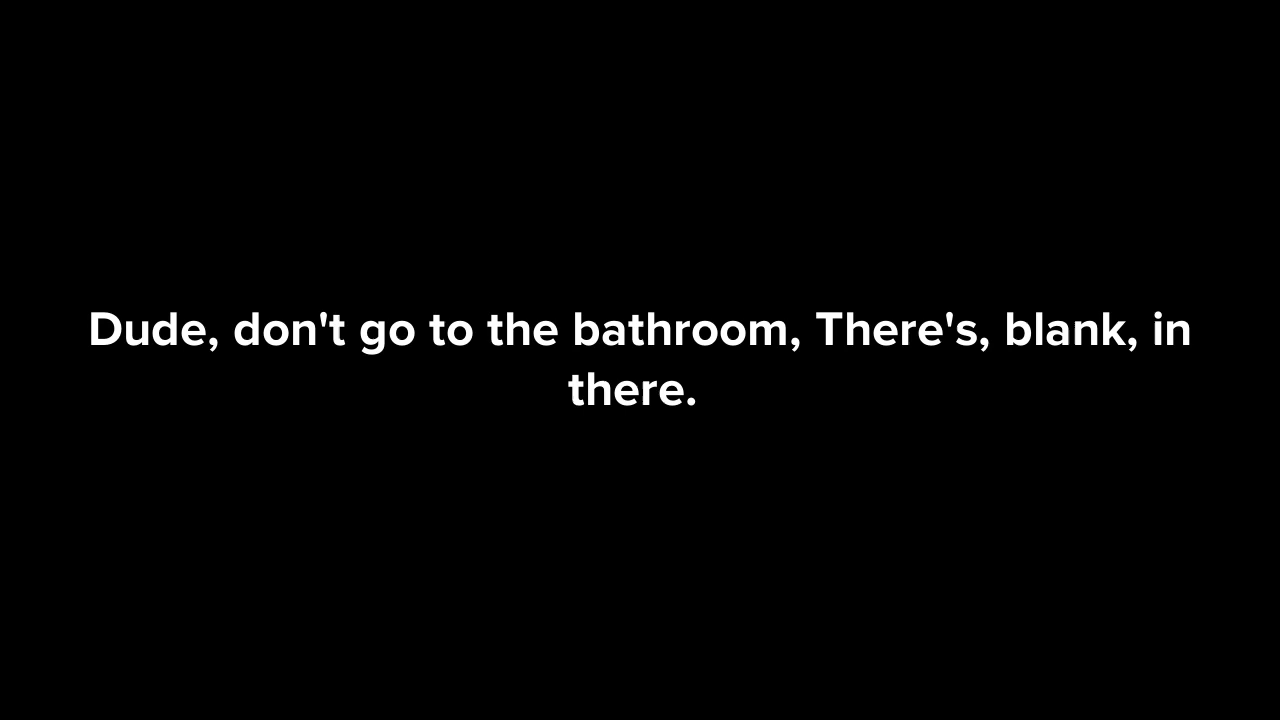 Dude, don't go to the bathroom, There's, blank, in
there.